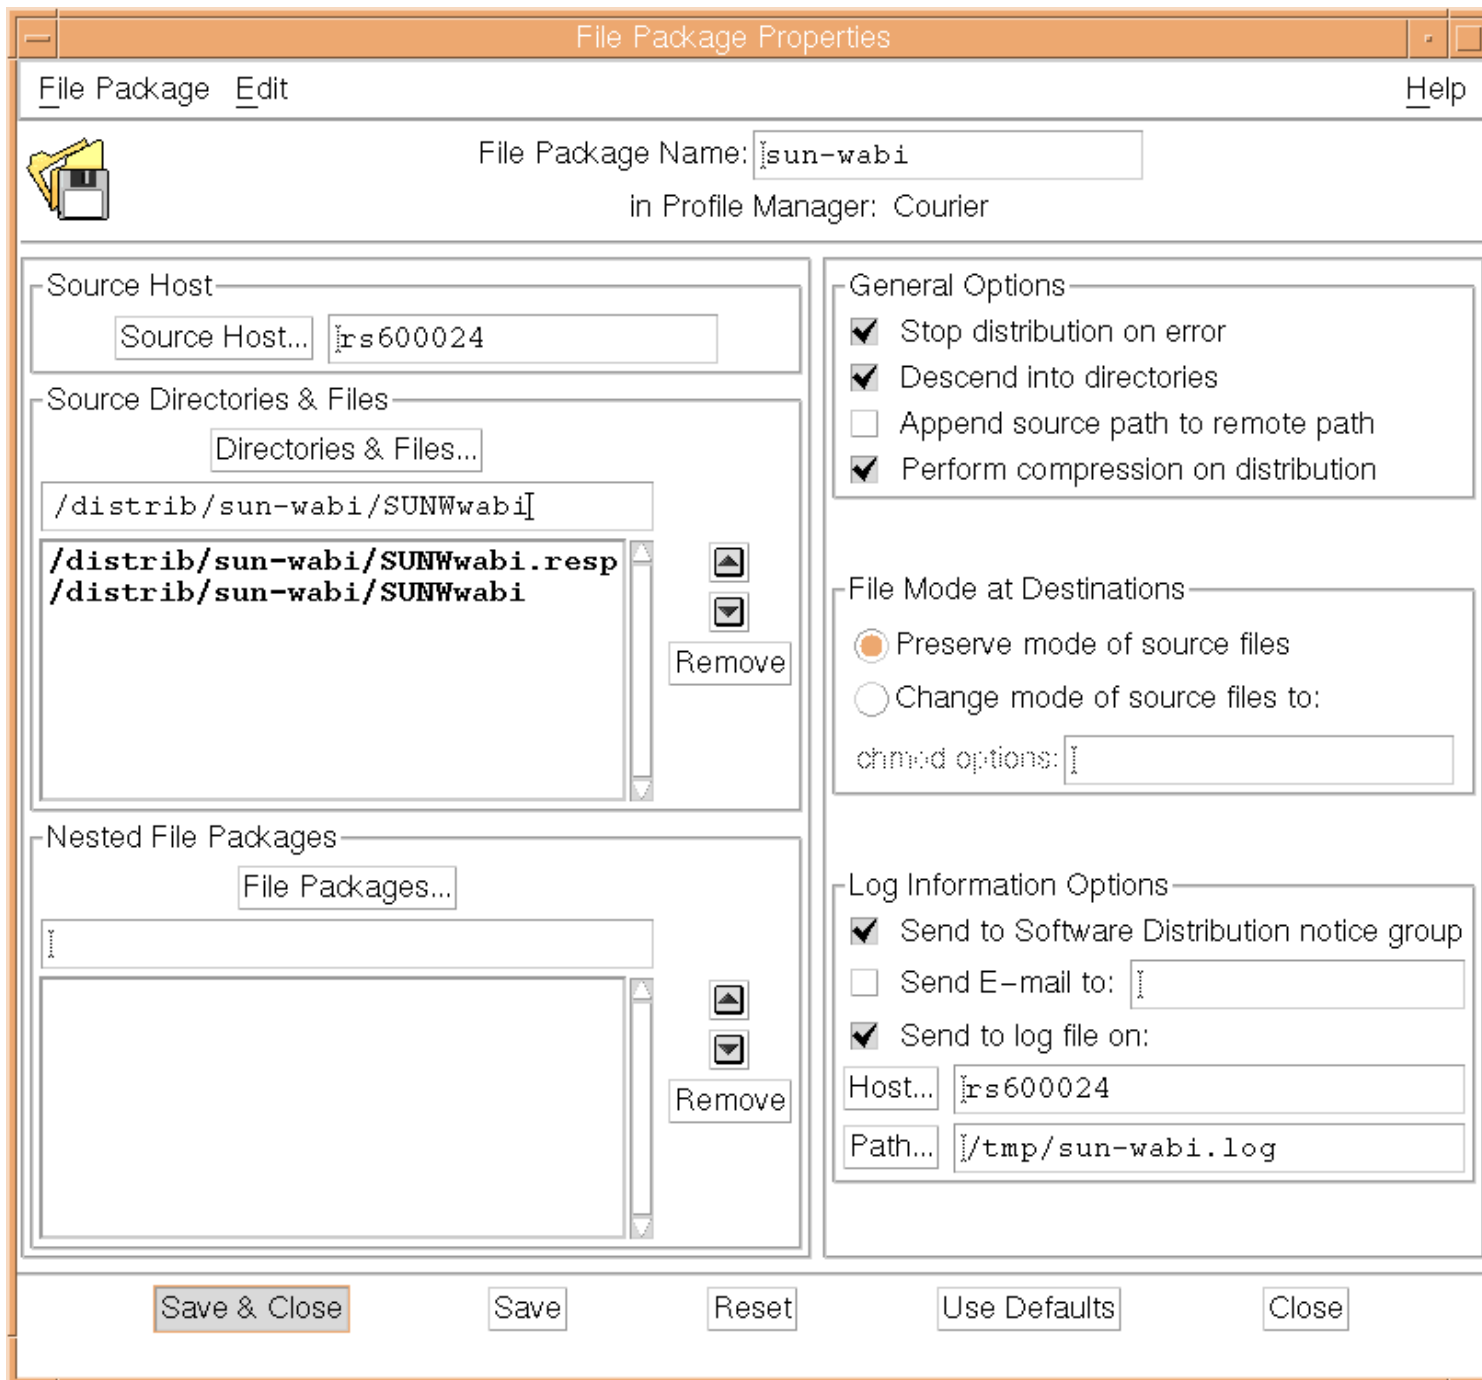 File Package Properties
File Package Edit Help
File Package Name: sun-wabi
in Profile Manager: Courier
Source Host
Source Host... rs600024
Source Directories & Files
Directories & Files...
/distrib/sun-wabi/SUNWwabi
/distrib/sun-wabi/SUNWwabi.resp
/distrib/sun-wabi/SUNWwabi
Remove
Nested File Packages
File Packages...
Remove
General Options
Stop distribution on error
Descend into directories
Append source path to remote path
Perform compression on distribution
File Mode at Destinations
Preserve mode of source files
Change mode of source files to:
chmod options:
Log Information Options
Send to Software Distribution notice group
Send E-mail to:
Send to log file on:
Host... rs600024
Path... /tmp/sun-wabi.log
Save & Close Save Reset Use Defaults Close